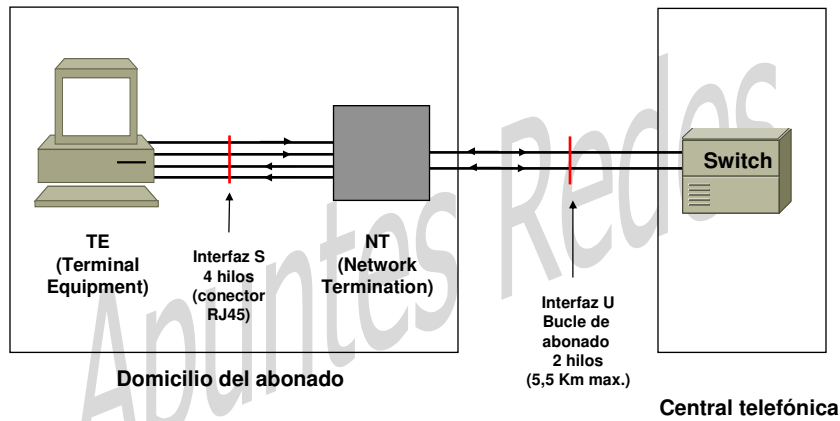 Switch
TE
(Terminal
Equipment)
Interfaz S
4 hilos
(conector
RJ45)
NT
(Network
Termination)
Interfaz U
Bucle de
abonado
2 hilos
(5,5 Km max.)
Domicilio del abonado
Central telefónica
Apuntes Redes